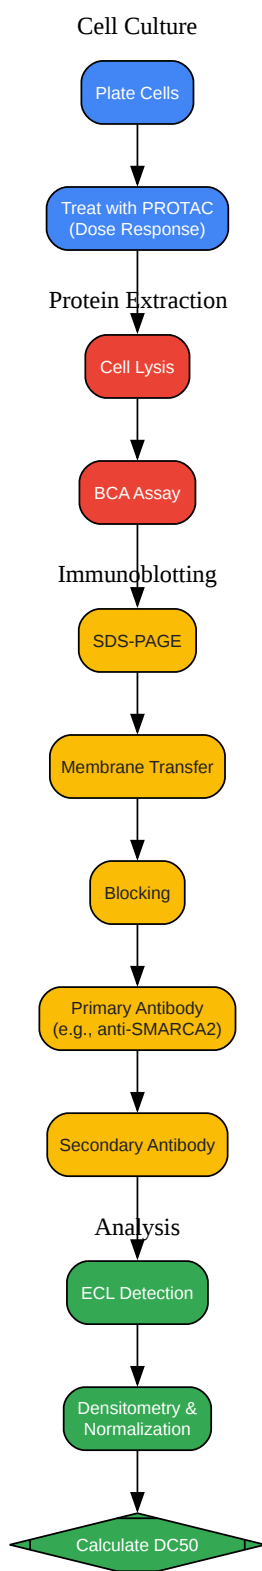 Cell Culture
Plate Cells
Treat with PROTAC
(Dose Response)
Protein Extraction
Cell Lysis
BCA Assay
Immunoblotting
SDS-PAGE
Membrane Transfer
Blocking
Primary Antibody
(e.g., anti-SMARCA2)
Secondary Antibody
Analysis
ECL Detection
Densitometry &
Normalization
Calculate DC50